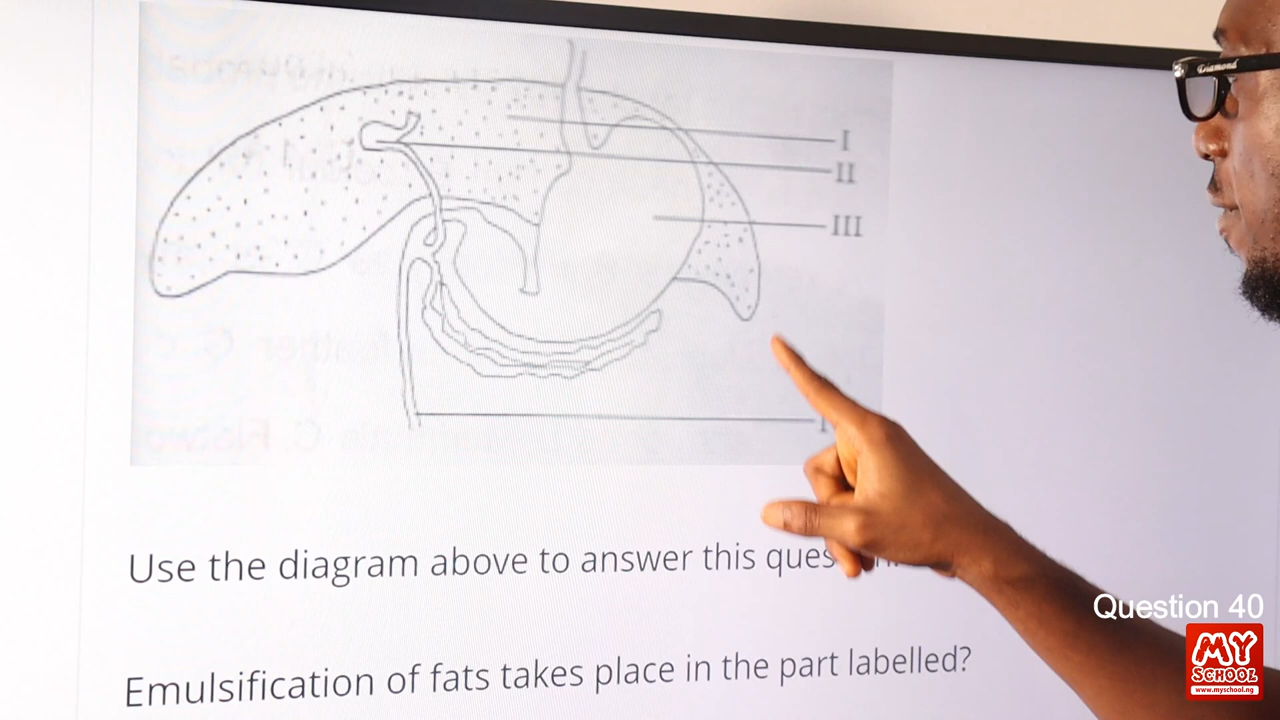 Diamond
I
II
III
Use the diagram above to answer this
Emulsification of fats takes place in the part labelled?
Question 40
MY
SCHOOL
www.myschool.ng